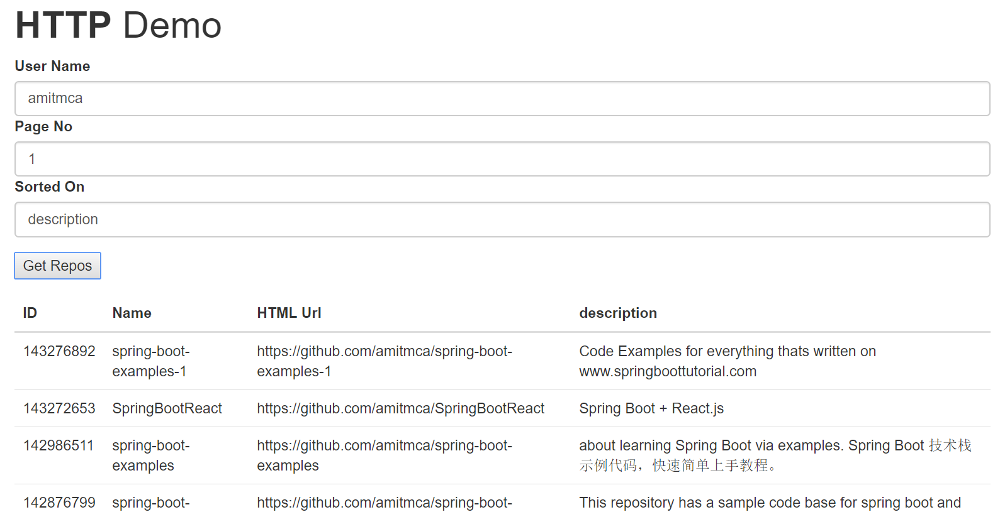 HTTP Demo
User Name
amitmca
Page No
1
Sorted On
description
Get Repos
ID Name HTML Url description
143276892 spring-boot- https://github.com/amitmca/spring-boot- Code Examples for everything thats written on
examples-1 examples-1 www.springboottutorial.com
143272653 SpringBootReact https://github.com/amitmca/SpringBootReact Spring Boot + React.js
142986511 spring-boot- https://github.com/amitmca/spring-boot- about learning Spring Boot via examples. Spring Boot 技术栈
examples examples 示例代码，快速简单上手教程。
142876799 spring-boot- https://github.com/amitmca/spring-boot- This repository has a sample code base for spring boot and